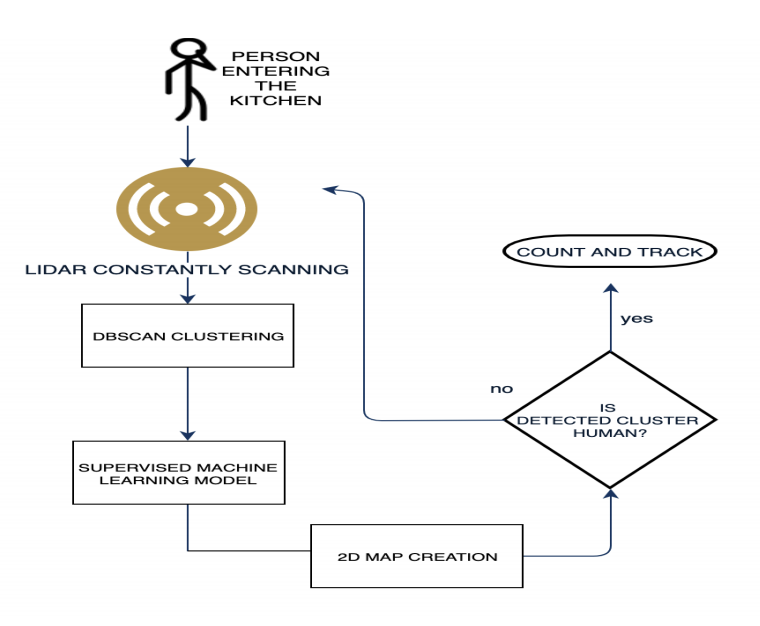 PERSON
ENTERING
THE
KITCHEN
LIDAR CONSTANTLY SCANNING
DBSCAN CLUSTERING
SUPERVISED MACHINE
LEARNING MODEL
2D MAP CREATION
IS
DETECTED CLUSTER
HUMAN?
no
yes
COUNT AND TRACK